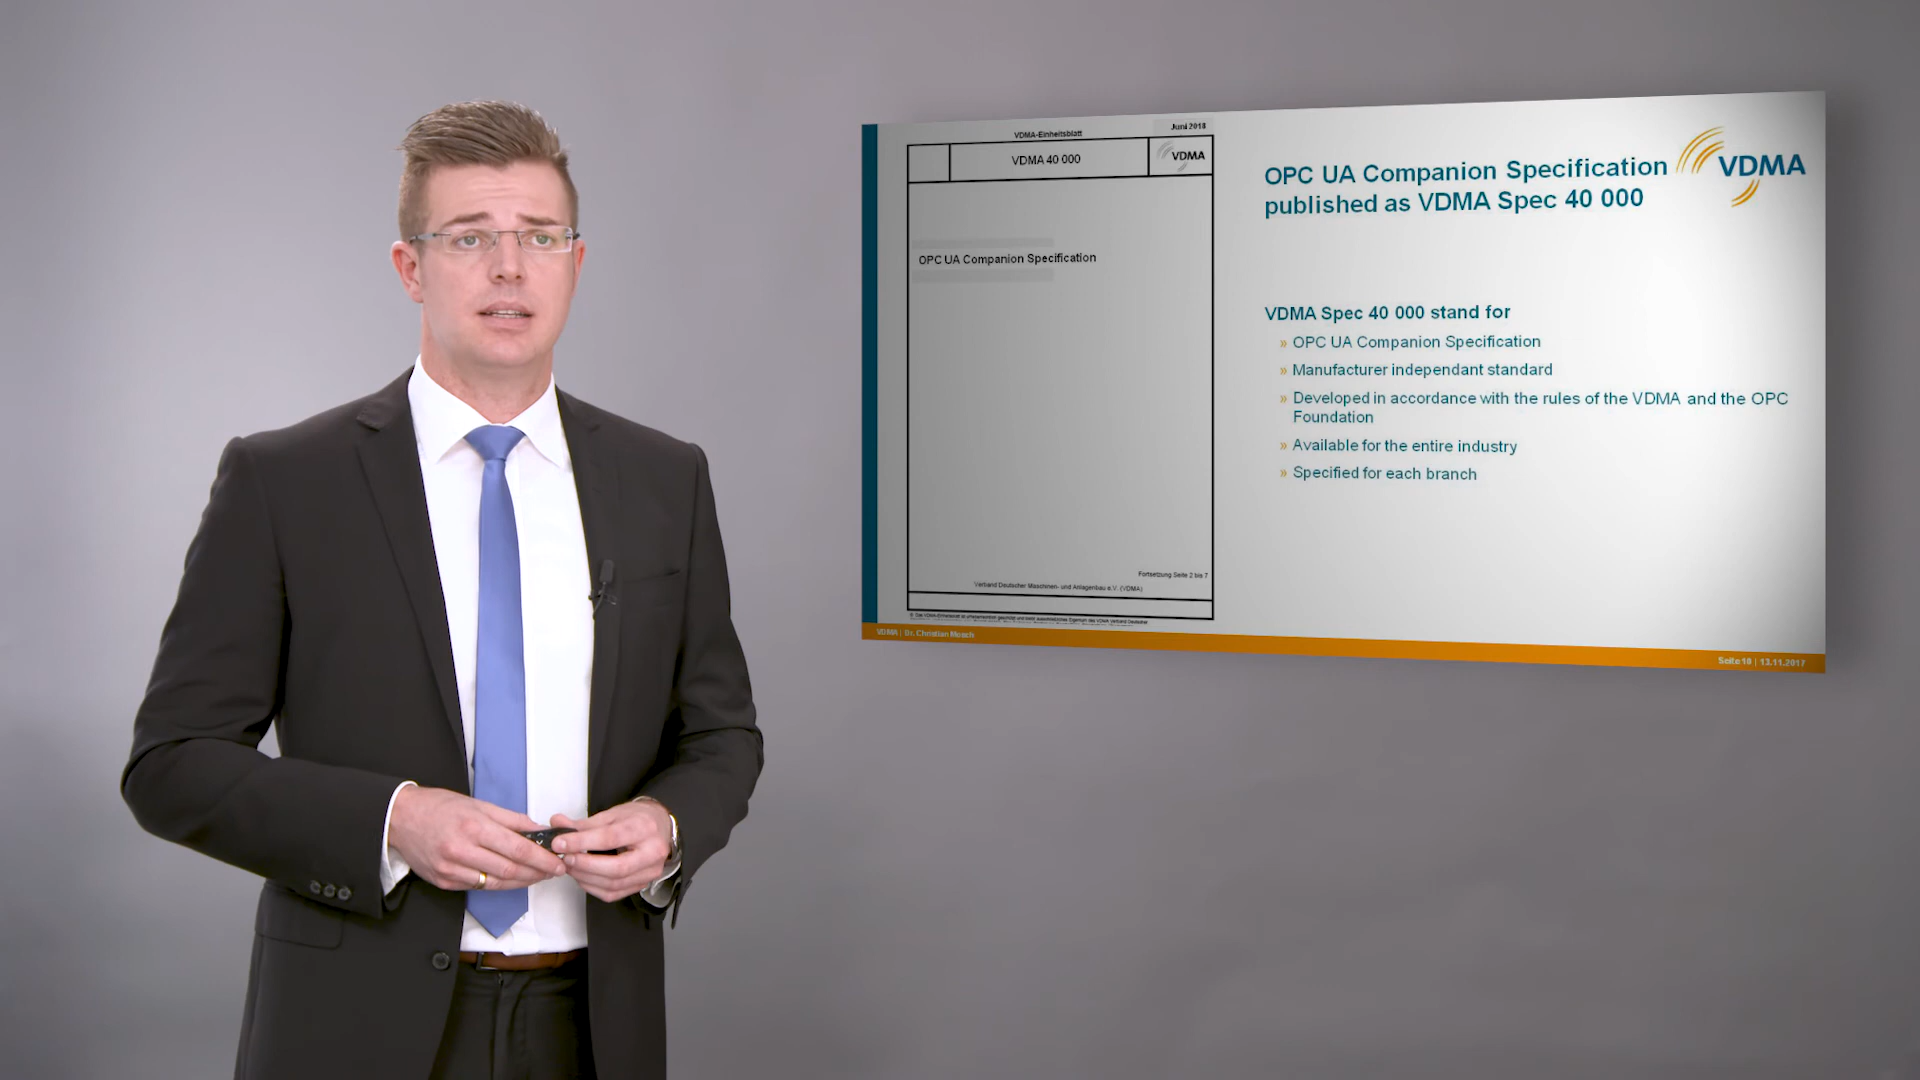 VDMA-Einheitsblatt
Juni 2018
VDMA 40 000
VDMA
OPC UA Companion Specification
Fortsetzung Seite 2 bis 7
Verband Deutscher Maschinen- und Anlagenbau e.V. (VDMA)
OPC UA Companion Specification
published as VDMA Spec 40 000
VDMA
VDMA Spec 40 000 stand for
» OPC UA Companion Specification
» Manufacturer independant standard
» Developed in accordance with the rules of the VDMA and the OPC
Foundation
» Available for the entire industry
» Specified for each branch
VDMA | Dr. Christian Mosch
Seite 10 | 13.11.2017